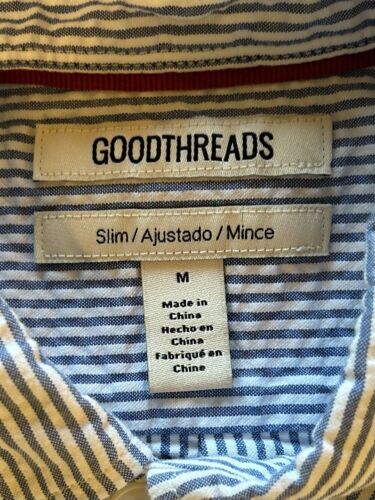 GOODTHREADS
Slim / Ajustado / Mince
M
Made in
China
Hecho en
China
Fabriqué en
Chine